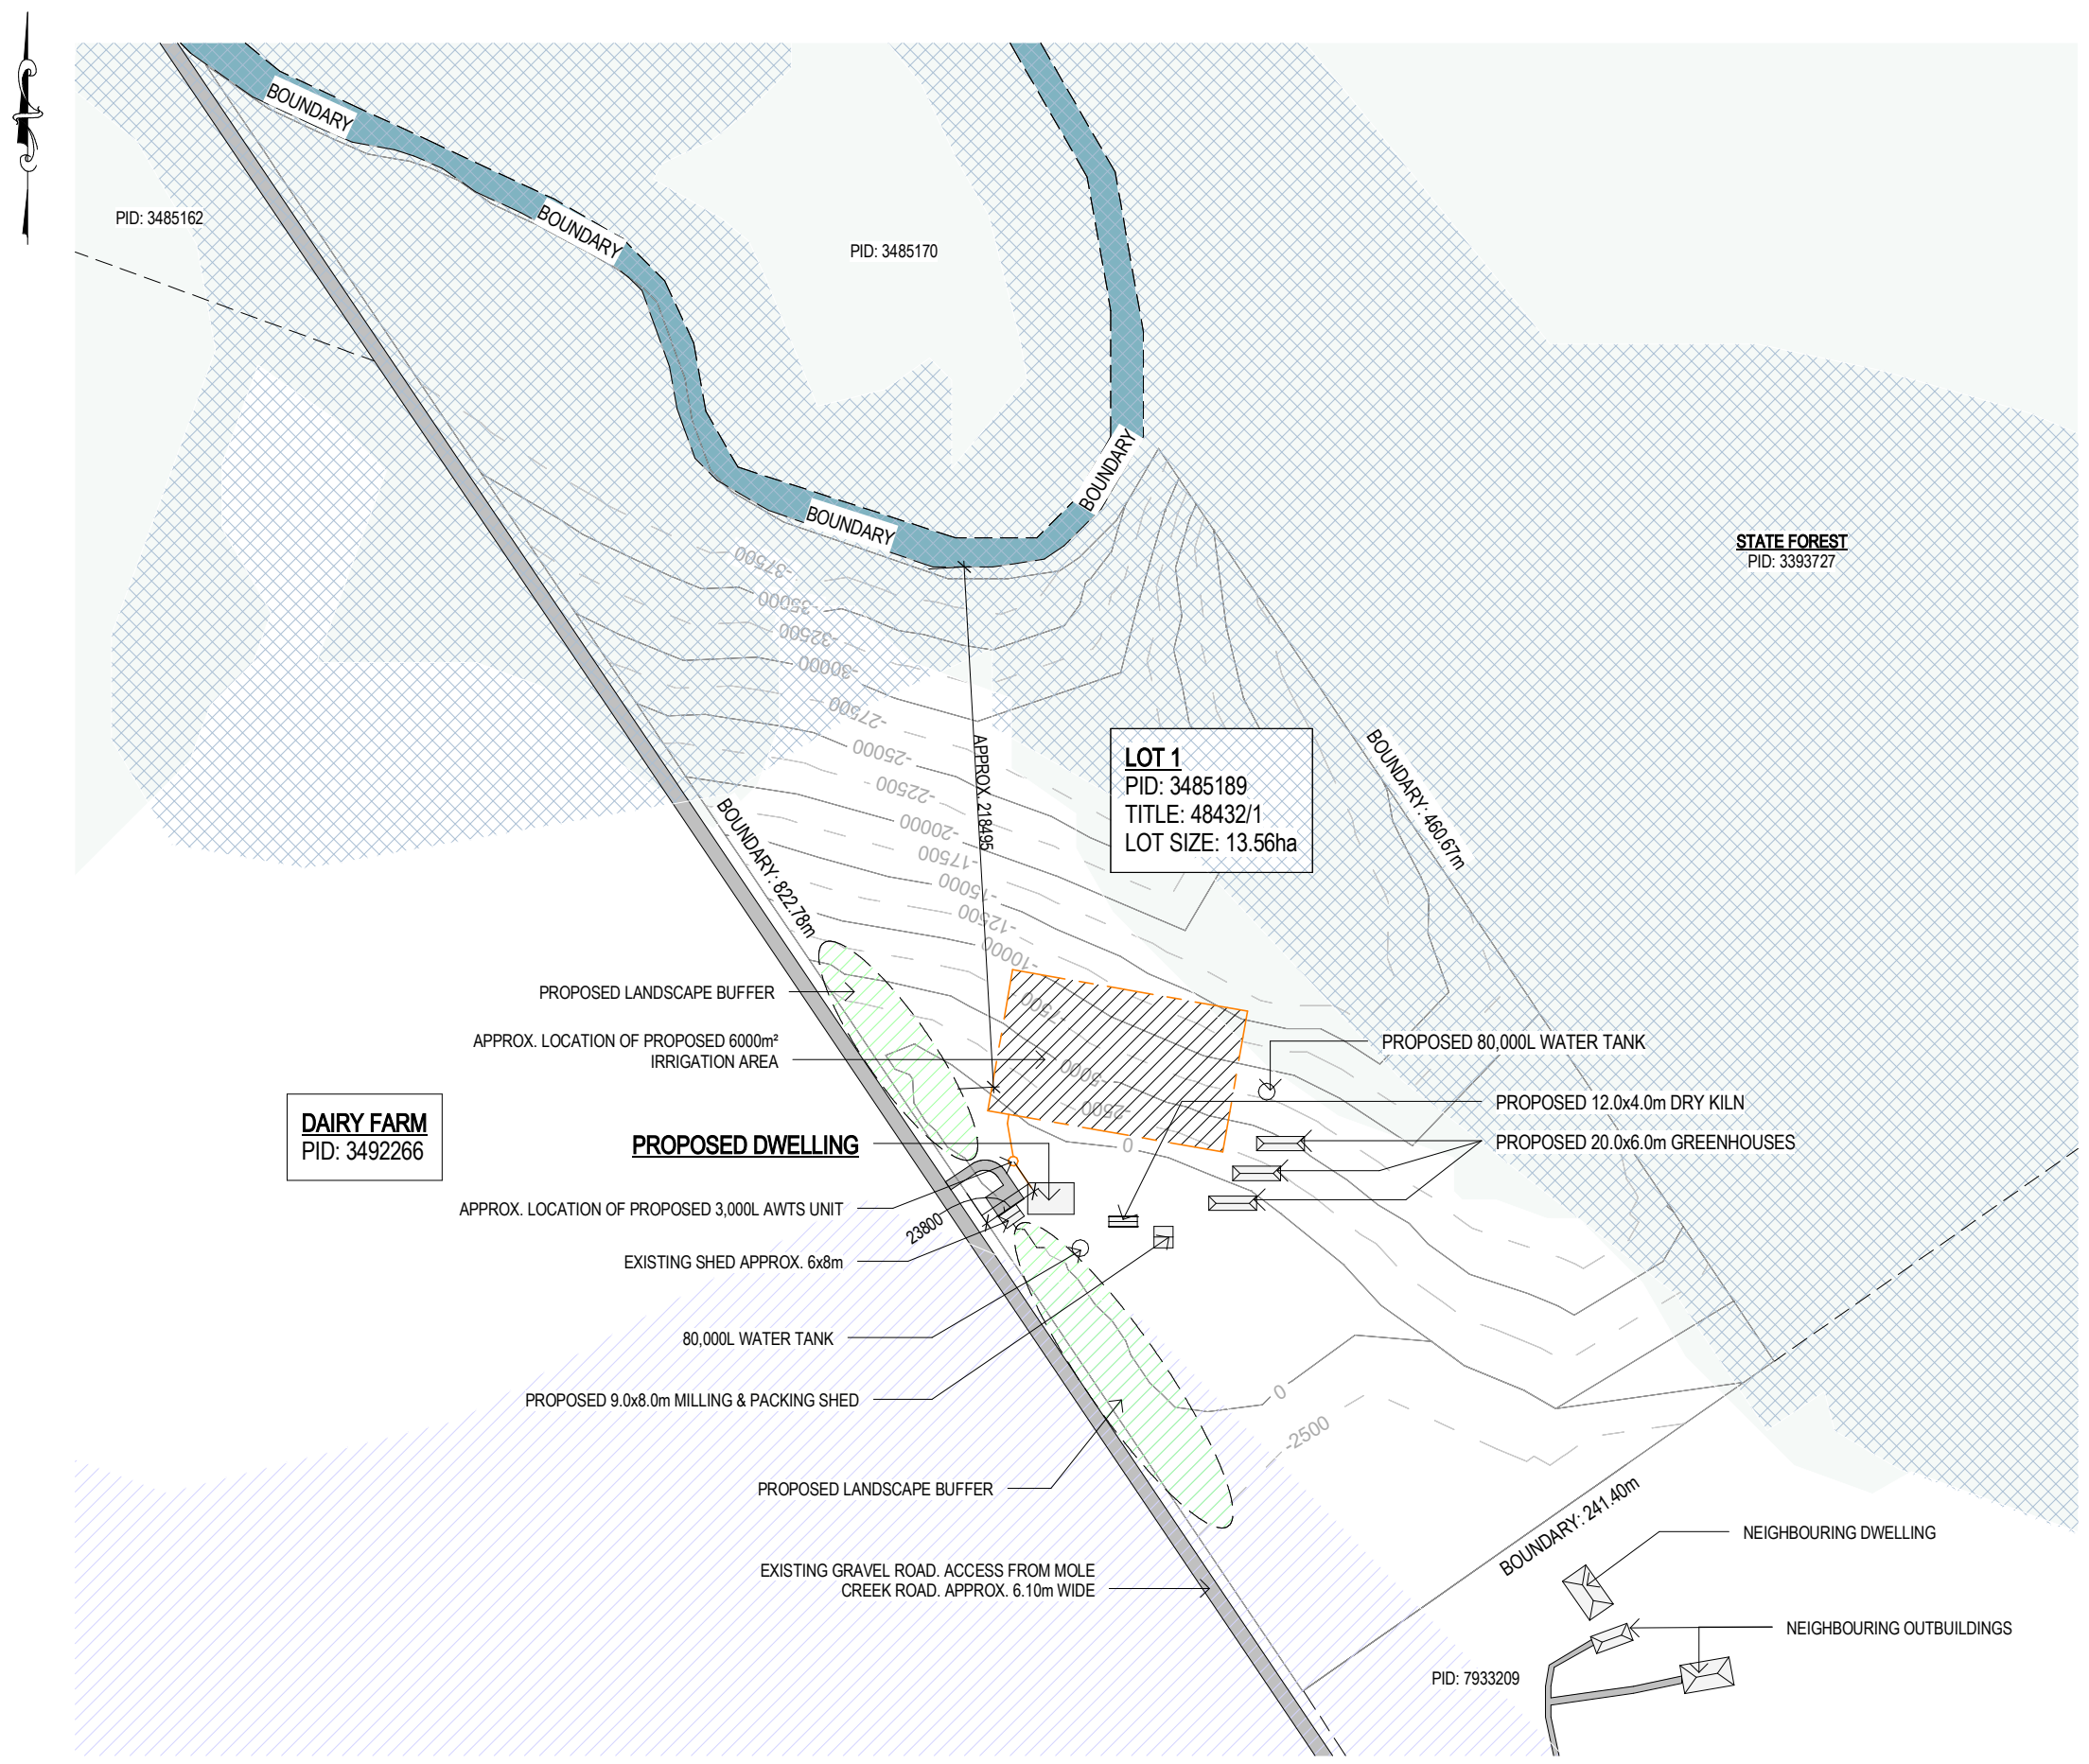 BOUNDARY
BOUNDARY
PID: 3485162
PID: 3485170
BOUNDARY
BOUNDARY
STATE FOREST
PID: 3393727
-37500
-35000
-32500
-30000
-27500
-25000
-22500
-20000
-17500
-15000
-12500
-10000
-7500
-5000
-2500
0
APPROX. 218495
LOT 1
PID: 3485189
TITLE: 48432/1
LOT SIZE: 13.56ha
BOUNDARY: 460.67m
BOUNDARY: 822.78m
PROPOSED LANDSCAPE BUFFER
APPROX. LOCATION OF PROPOSED 6000m²
IRRIGATION AREA
PROPOSED 80,000L WATER TANK
PROPOSED 12.0x4.0m DRY KILN
PROPOSED 20.0x6.0m GREENHOUSES
DAIRY FARM
PID: 3492266
PROPOSED DWELLING
APPROX. LOCATION OF PROPOSED 3,000L AWTS UNIT
23800
EXISTING SHED APPROX. 6x8m
80,000L WATER TANK
PROPOSED 9.0x8.0m MILLING & PACKING SHED
0
-2500
PROPOSED LANDSCAPE BUFFER
BOUNDARY: 241.40m
NEIGHBOURING DWELLING
EXISTING GRAVEL ROAD. ACCESS FROM MOLE
CREEK ROAD. APPROX. 6.10m WIDE
NEIGHBOURING OUTBUILDINGS
PID: 7933209